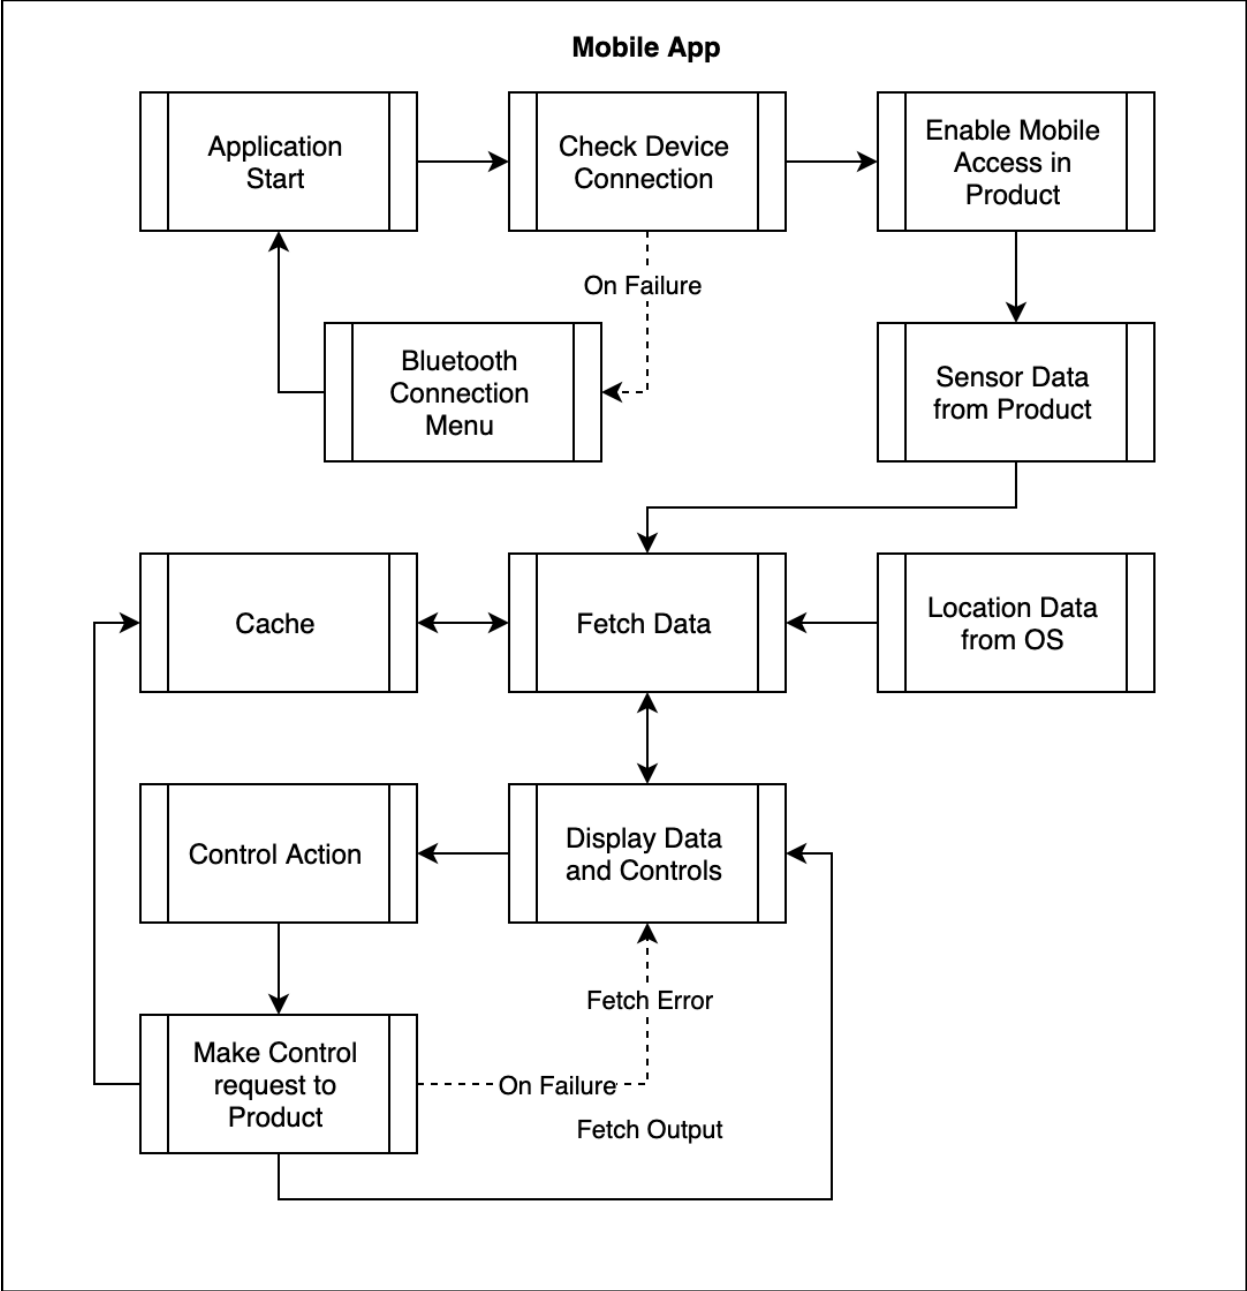 Mobile App
Application
Start
Check Device
Connection
Enable Mobile
Access in
Product
On Failure
Bluetooth
Connection
Menu
Sensor Data
from Product
Cache
Fetch Data
Location Data
from OS
Control Action
Display Data
and Controls
Fetch Error
Make Control
request to
Product
On Failure
Fetch Output